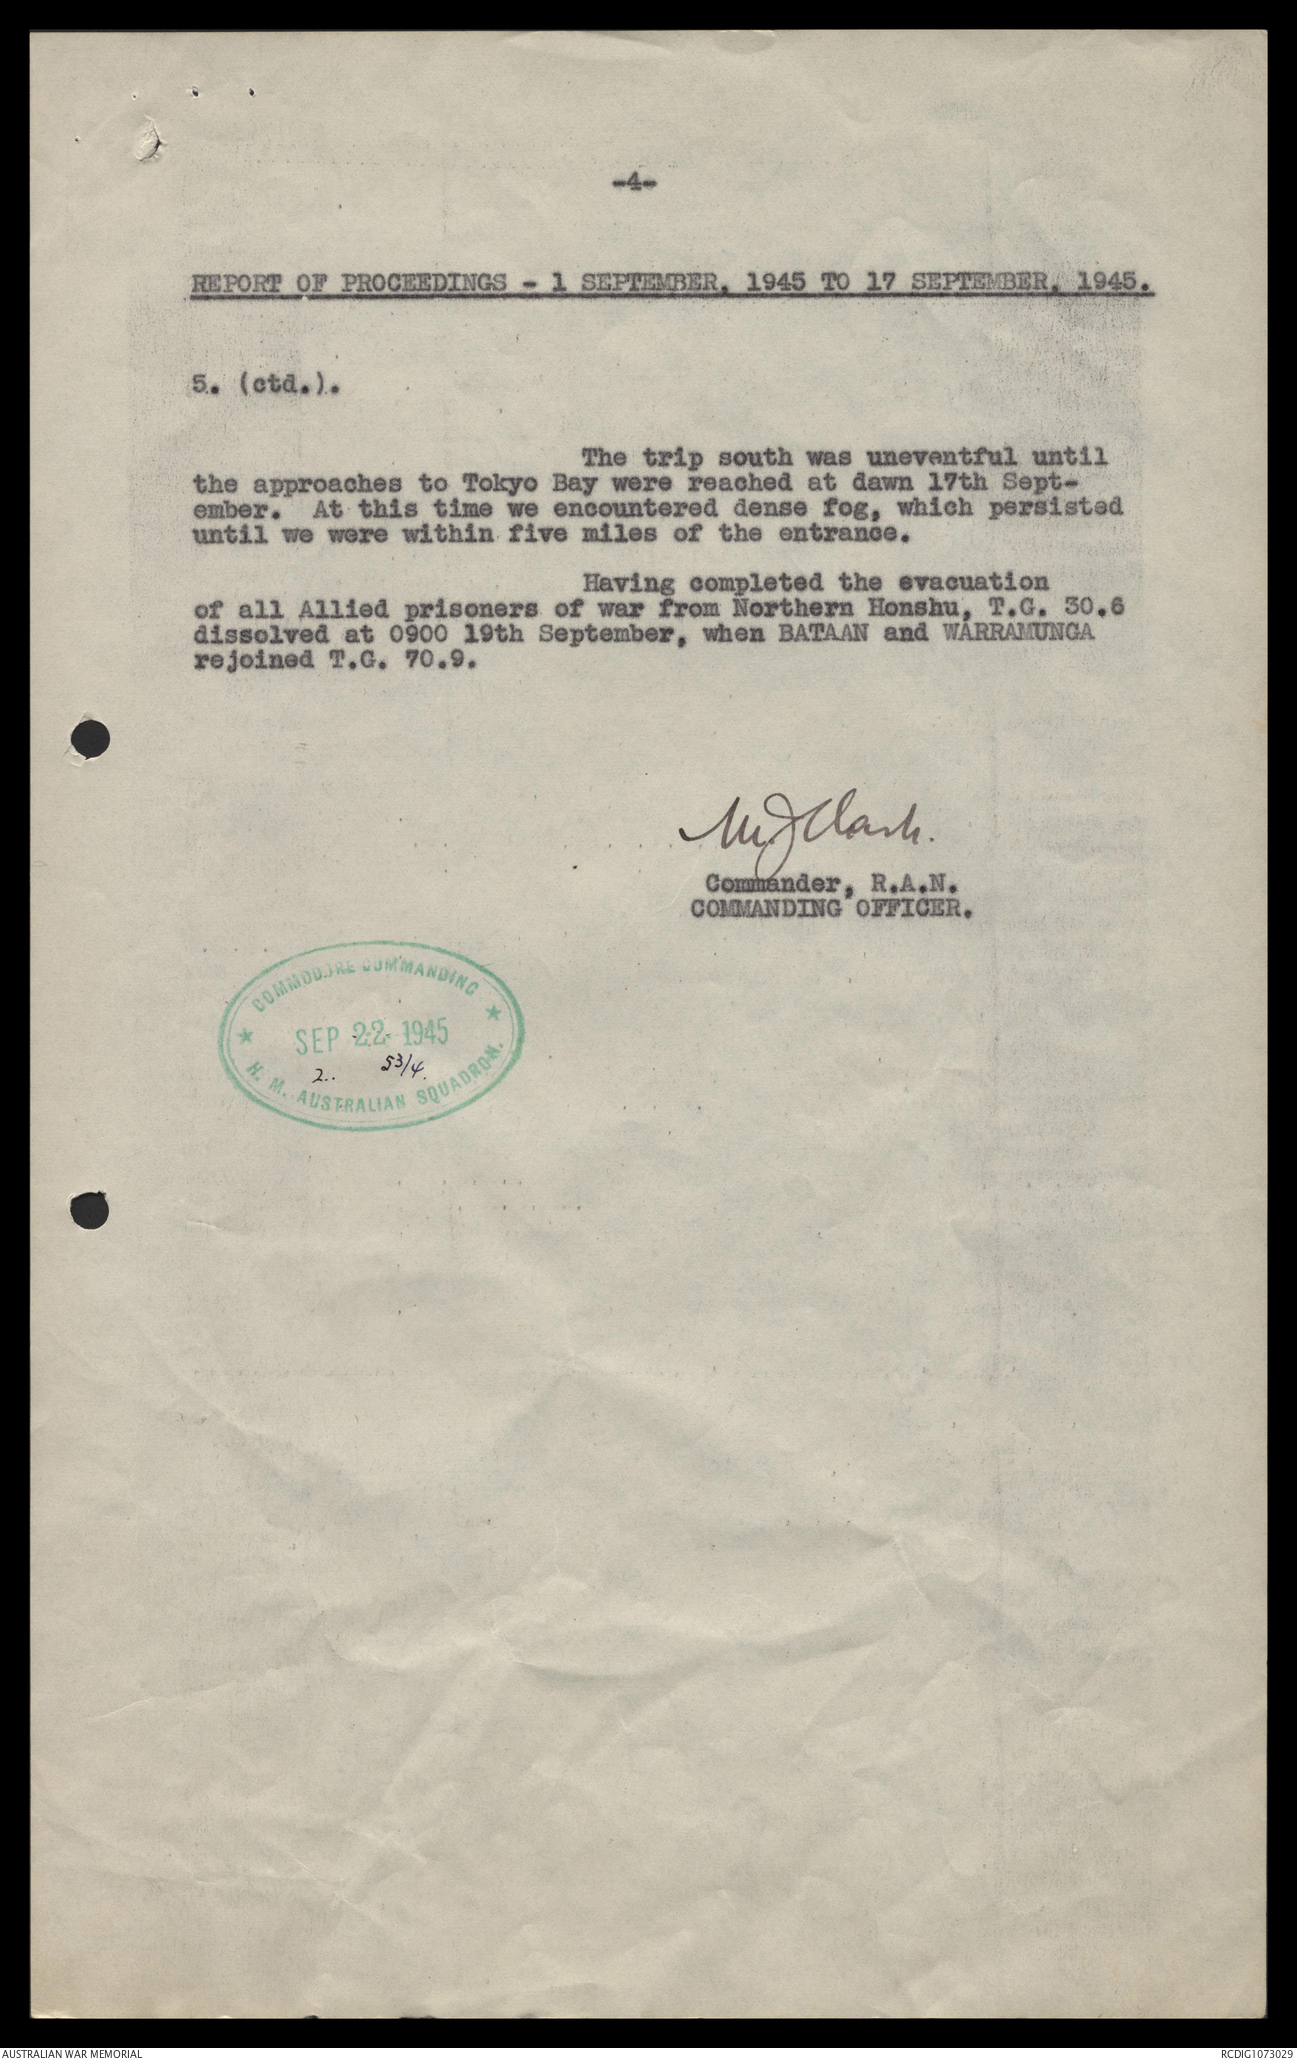 -4-
REPORT OF PROCEEDINGS - 1 SEPTEMBER, 1945 TO 17 SEPTEMBER, 1945.
5. (ctd.).
The trip south was uneventful until
the approaches to Tokyo Bay were reached at dawn 17th Sept-
ember. At this time we encountered dense fog, which persisted
until we were within five miles of the entrance.
Having completed the evacuation
of all Allied prisoners of war from Northern Honshu, T.G. 30.6
dissolved at 0900 19th September, when BATAAN and WARRAMUNGA
rejoined T.G. 70.9.
MJClark.
Commander, R.A.N.
COMMANDING OFFICER.
COMMODORE COMMANDING
SEP 22 1945
2. 53/4.
H. M. AUSTRALIAN SQUADRON.
AUSTRALIAN WAR MEMORIAL
RCDIG1073029